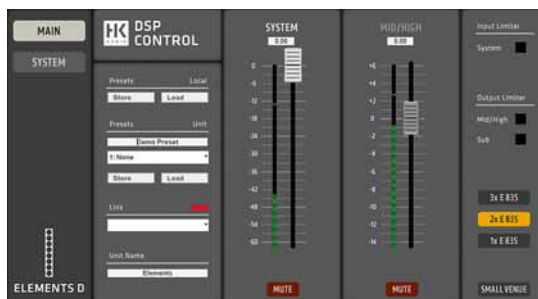 MAIN
SYSTEM
ELEMENTS D
HK
AUDIO
DSP
CONTROL
Presets Local
Store Load
Presets Unit
Demo Preset
1: None
Store Load
Link
Unit Name
Elements
SYSTEM
0.00
0
-6
-12
-18
-24
-30
-36
-42
-48
-54
-60
MUTE
MID/HIGH
0.00
+6
+4
+2
0
-2
-4
-6
-8
-10
-12
-14
MUTE
Input Limiter
System
Output Limiter
Mid/High
Sub
3x E 835
2x E 835
1x E 835
SMALL VENUE